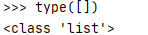 >>> type([])
<class 'list'>